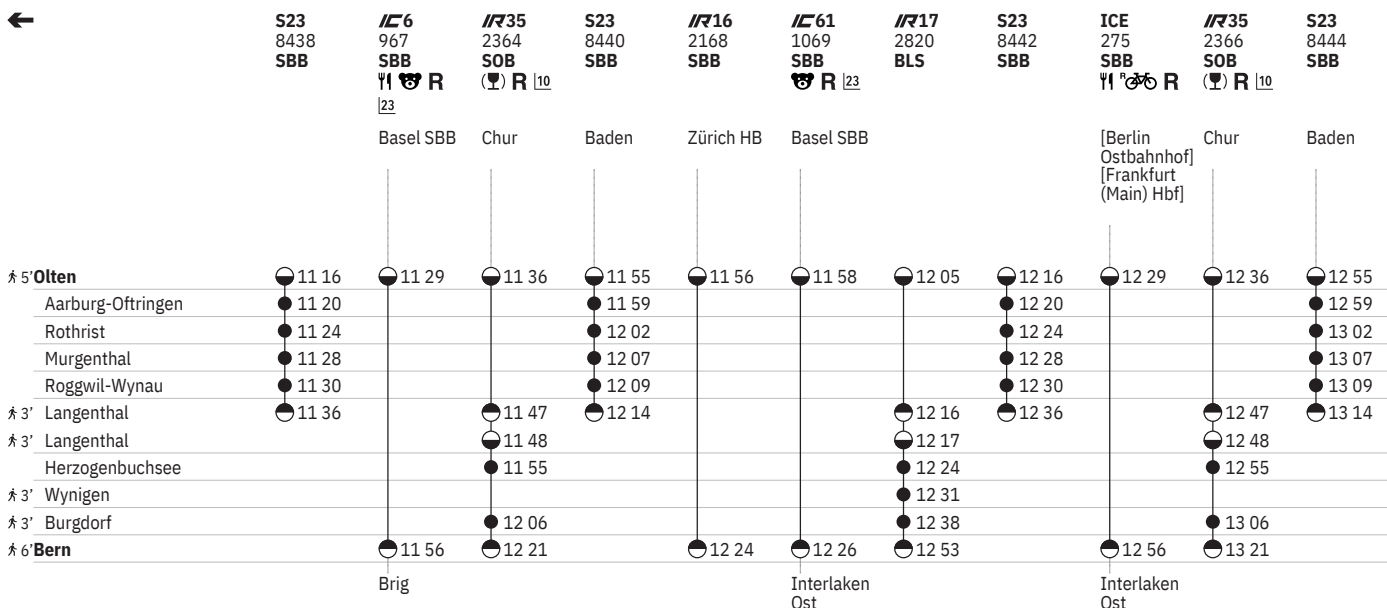 S23 IC6 IR35 S23 IR16 IC61 IR17 S23 ICE IR35 S23
8438 967 2364 8440 2168 1069 2820 8442 275 2366 8444
SBB SBB SOB SBB SBB SBB BLS SBB SBB SOB SBB
R R 10 R 23 R R R 10
23
Basel SBB Chur Baden Zürich HB Basel SBB [Berlin Chur Baden
Ostbahnhof]
[Frankfurt
(Main) Hbf]
5' Olten 11 16 11 29 11 36 11 55 11 56 11 58 12 05 12 16 12 29 12 36 12 55
Aarburg-Oftringen 11 20 11 59 12 20 12 59
Rothrist 11 24 12 02 12 24 13 02
Murgenthal 11 28 12 07 12 28 13 07
Roggwil-Wynau 11 30 12 09 12 30 13 09
3' Langenthal 11 36 11 47 12 14 12 16 12 36 12 47 13 14
3' Langenthal 11 48 12 17 12 48
Herzogenbuchsee 11 55 12 24 12 55
3' Wynigen 12 31
3' Burgdorf 12 06 12 38 13 06
6' Bern 11 56 12 21 12 24 12 26 12 53 12 56 13 21
Brig Interlaken Interlaken
Ost Ost